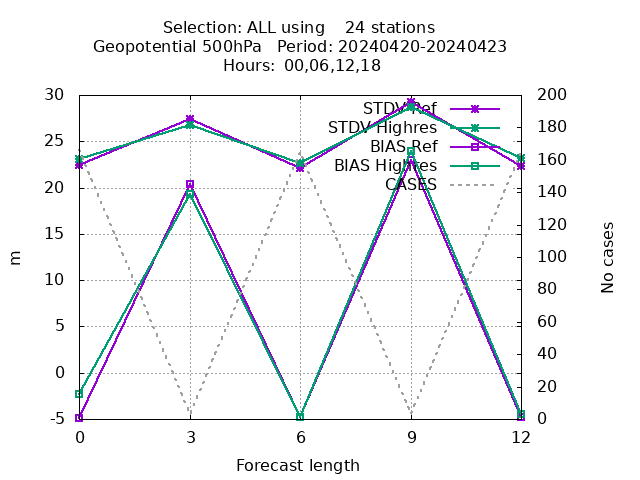 Selection: ALL using    24 stations
Geopotential 500hPa   Period: 20240420-20240423
Hours: 00,06,12,18
STDV Ref
STDV Highres
BIAS Ref
BIAS Highres
CASES
30
25
20
15
10
5
0
-5
200
180
160
140
120
100
80
60
40
20
0
m
No cases
0
3
6
9
12
Forecast length